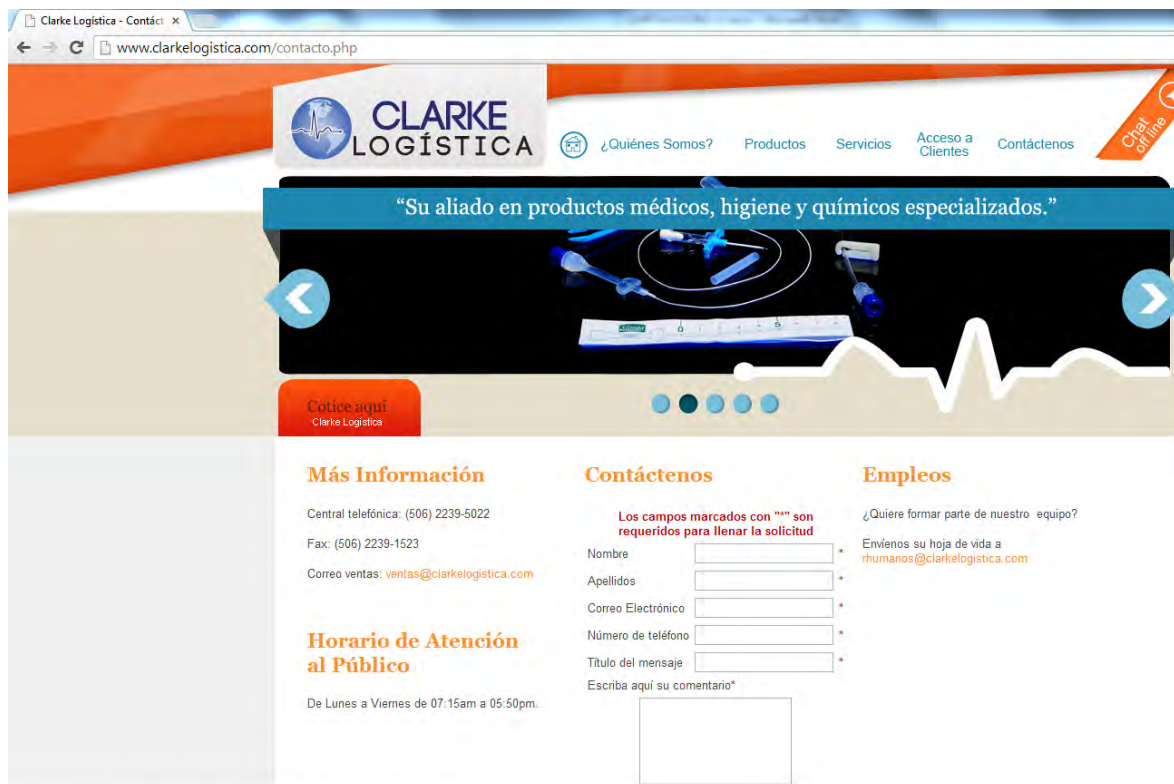 Clarke Logística - Contáct
www.clarkelogistica.com/contacto.php
CLARKE
LOGÍSTICA
¿Quiénes Somos?
Productos
Servicios
Acceso a
Clientes
Contáctenos
Chat
off line
“Su aliado en productos médicos, higiene y químicos especializados.”
Cotice aquí
Clarke Logística
Más Información
Central telefónica: (506) 2239-5022
Fax: (506) 2239-1523
Correo ventas: ventas@clarkelogistica.com
Horario de Atención
al Público
De Lunes a Viernes de 07:15am a 05:50pm.
Contáctenos
Los campos marcados con "*" son
requeridos para llenar la solicitud
Nombre *
Apellidos *
Correo Electrónico *
Número de teléfono *
Título del mensaje *
Escriba aquí su comentario*
Empleos
¿Quiere formar parte de nuestro equipo?
Envíenos su hoja de vida a
rhumanos@clarkelogistica.com